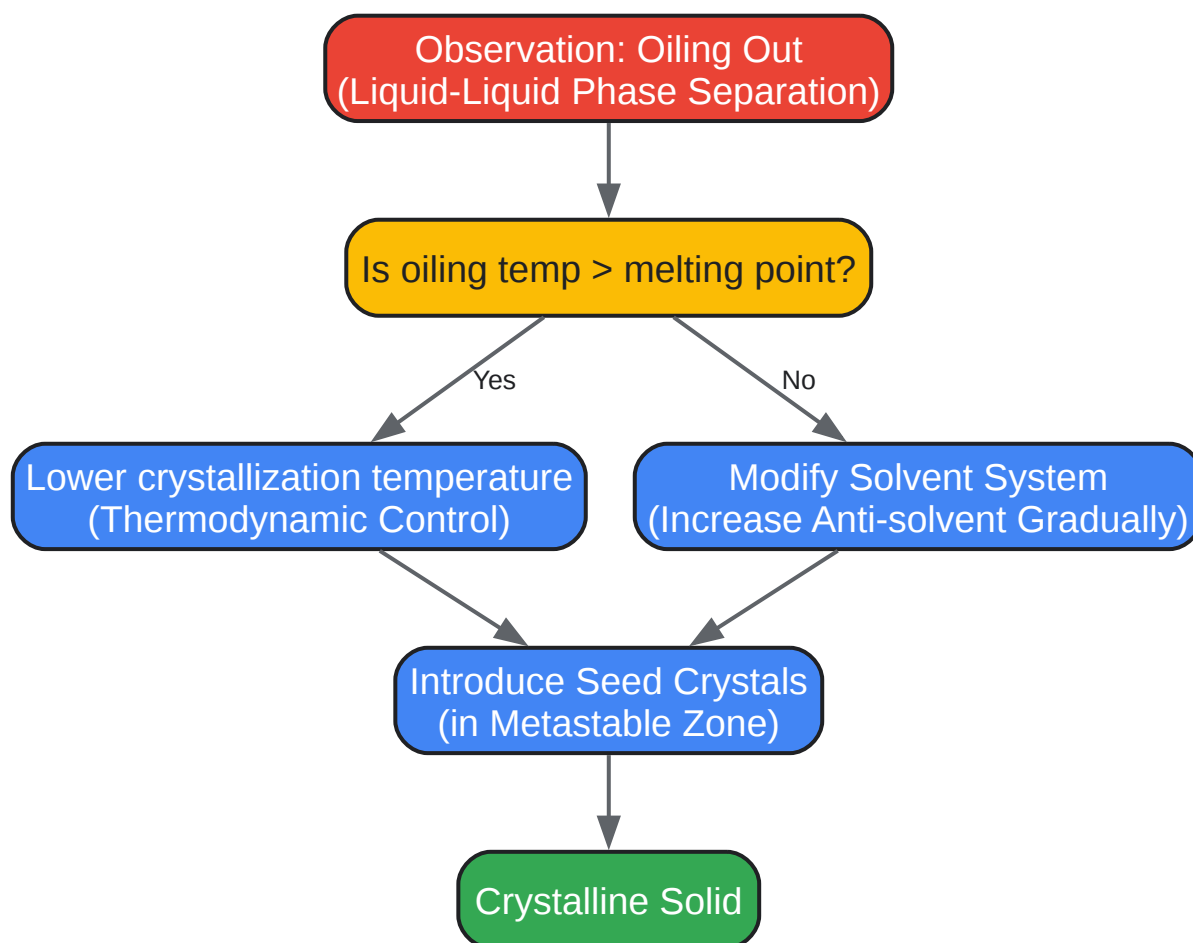 Observation: Oiling Out
(Liquid-Liquid Phase Separation)
Is oiling temp > melting point?
Yes
No
Lower crystallization temperature
(Thermodynamic Control)
Modify Solvent System
(Increase Anti-solvent Gradually)
Introduce Seed Crystals
(in Metastable Zone)
Crystalline Solid